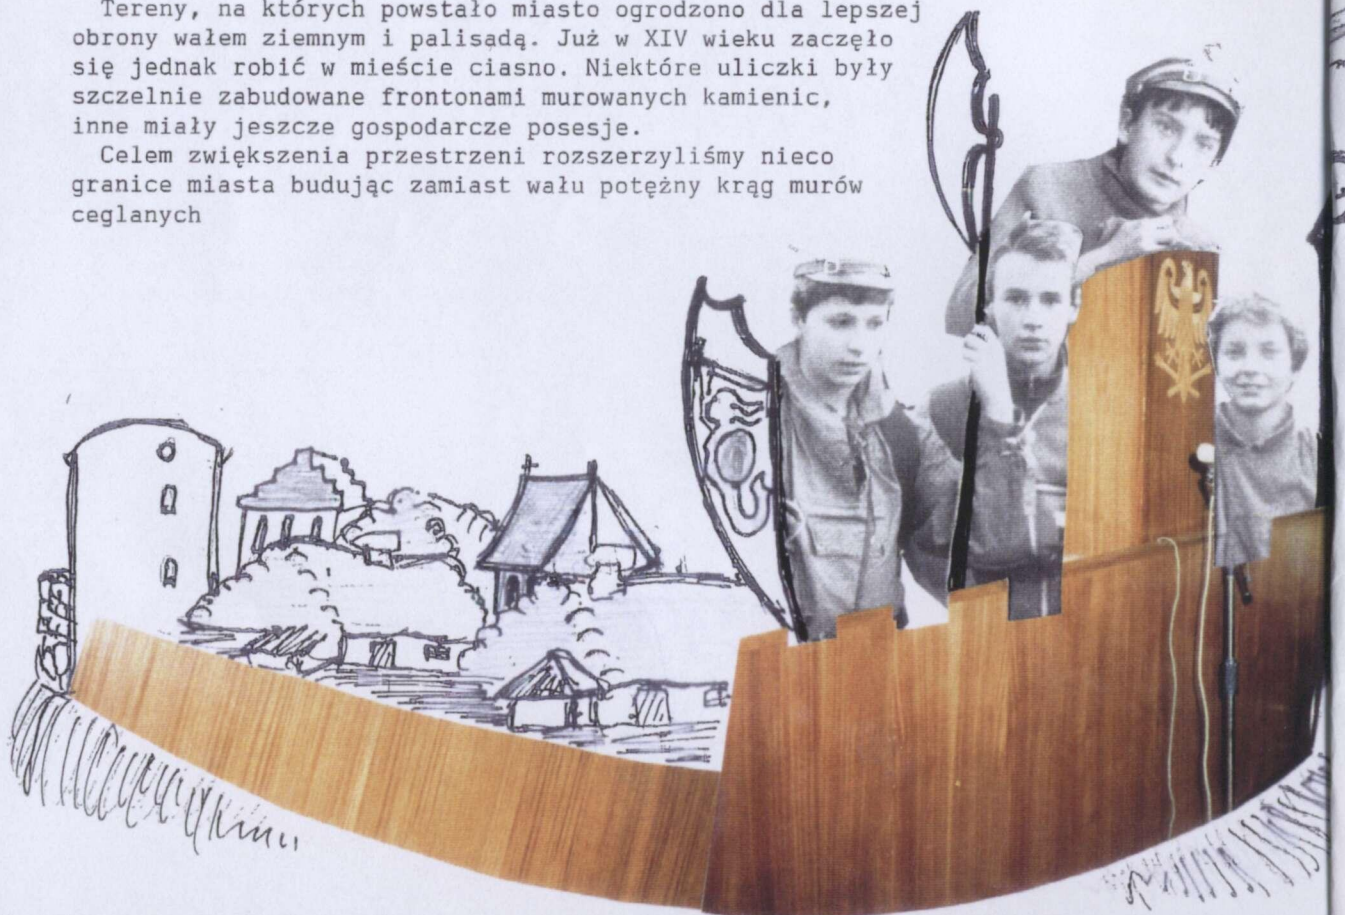 Tereny, na których powstało miasto ogrodzono dla lepszej
obrony wałem ziemnym i palisadą. Już w XIV wieku zaczęło
się jednak robić w mieście ciasno. Niektóre uliczki były
szczelnie zabudowane frontonami murowanych kamienic,
inne miały jeszcze gospodarcze posesje.
Celem zwiększenia przestrzeni rozszerzyliśmy nieco
granice miasta budując zamiast wału potężny krąg murów
ceglanych